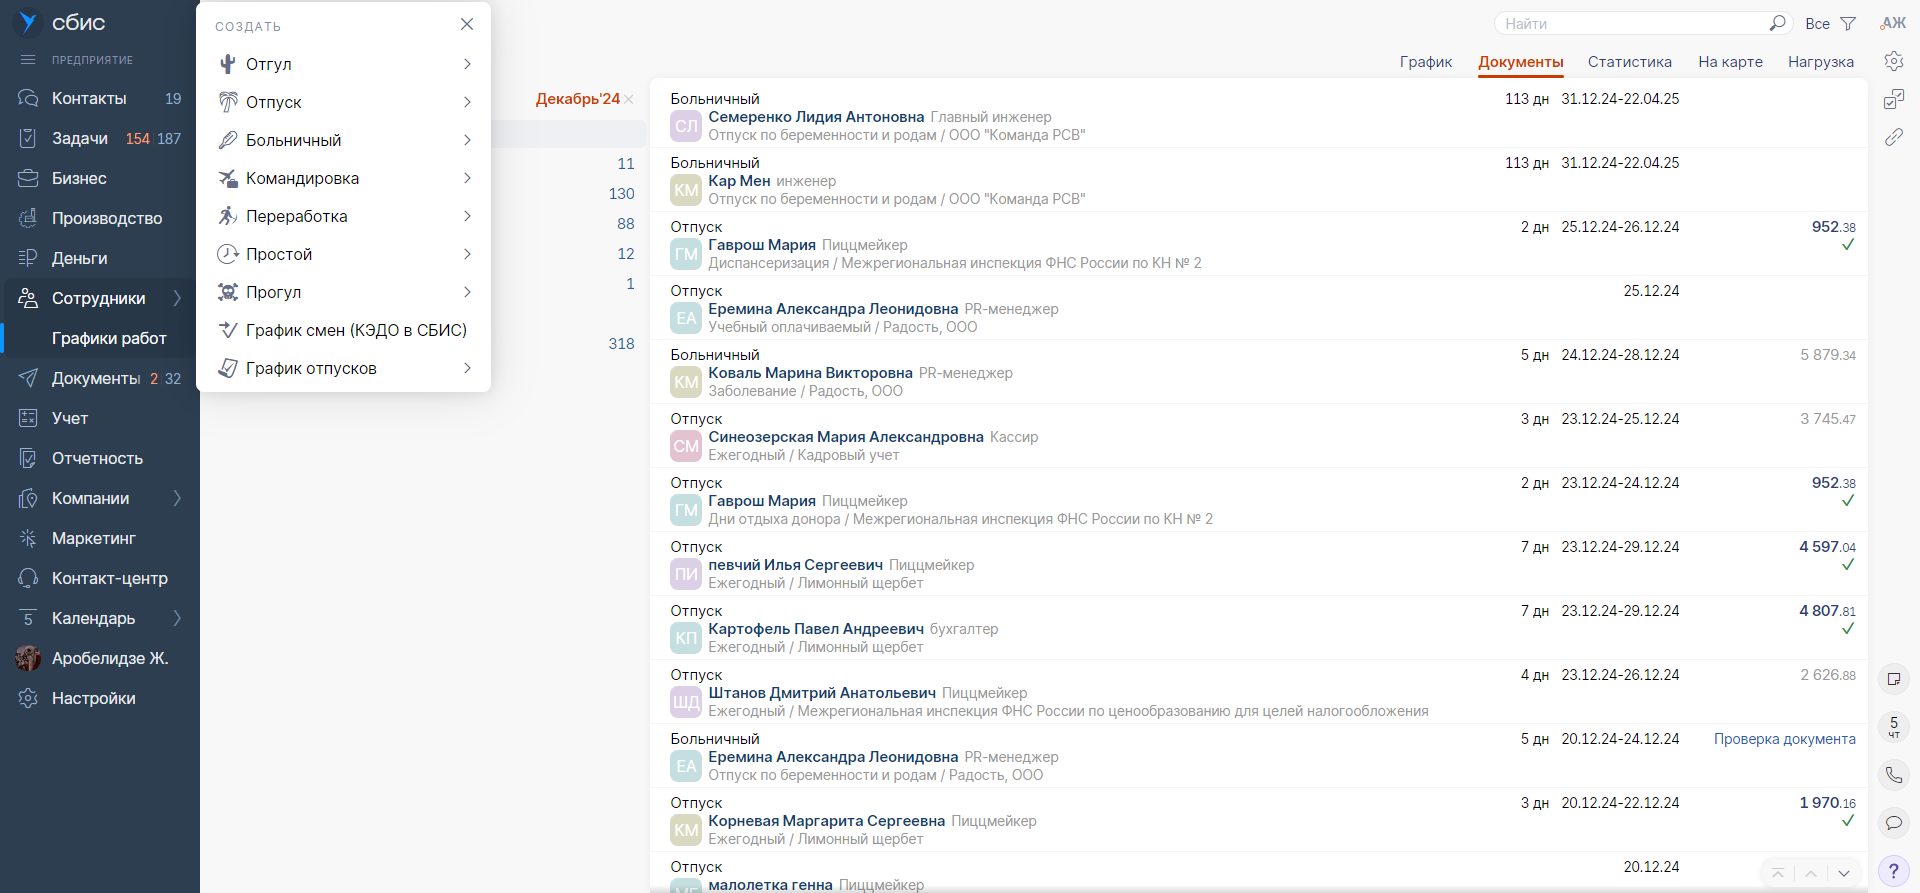 сбис
ПРЕДПРИЯТИЕ
Контакты 19
Задачи 154 187
Бизнес
Производство
Деньги
Сотрудники
Графики работ
Документы 2 32
Учет
Отчетность
Компании
Маркетинг
Контакт-центр
5 Календарь
Аробелидзе Ж.
Настройки
СОЗДАТЬ
Отгул
Отпуск
Больничный
Командировка
Переработка
Простой
Прогул
График смен (КЭДО в СБИС)
График отпусков
Декабрь'24
11
130
88
12
1
318
Найти
Все
АЖ
График Документы Статистика На карте Нагрузка
Больничный 113 дн 31.12.24-22.04.25
СЛ Семеренко Лидия Антоновна Главный инженер
Отпуск по беременности и родам / ООО "Команда РСВ"
Больничный 113 дн 31.12.24-22.04.25
КМ Кар Мен инженер
Отпуск по беременности и родам / ООО "Команда РСВ"
Отпуск 2 дн 25.12.24-26.12.24 952.38
ГМ Гаврош Мария Пиццмейкер
Диспансеризация / Межрегиональная инспекция ФНС России по КН № 2
Отпуск 25.12.24
ЕА Еремина Александра Леонидовна PR-менеджер
Учебный оплачиваемый / Радость, ООО
Больничный 5 дн 24.12.24-28.12.24 5 879.34
КМ Коваль Марина Викторовна PR-менеджер
Заболевание / Радость, ООО
Отпуск 3 дн 23.12.24-25.12.24 3 745.47
СМ Синеозерская Мария Александровна Кассир
Ежегодный / Кадровый учет
Отпуск 2 дн 23.12.24-24.12.24 952.38
ГМ Гаврош Мария Пиццмейкер
Дни отдыха донора / Межрегиональная инспекция ФНС России по КН № 2
Отпуск 7 дн 23.12.24-29.12.24 4 597.04
ПИ певчий Илья Сергеевич Пиццмейкер
Ежегодный / Лимонный щербет
Отпуск 7 дн 23.12.24-29.12.24 4 807.81
КП Картофель Павел Андреевич бухгалтер
Ежегодный / Лимонный щербет
Отпуск 4 дн 23.12.24-26.12.24 2 626.88
ШД Штанов Дмитрий Анатольевич Пиццмейкер
Ежегодный / Межрегиональная инспекция ФНС России по ценообразованию для целей налогообложения
Больничный 5 дн 20.12.24-24.12.24 Проверка документа
ЕА Еремина Александра Леонидовна PR-менеджер
Отпуск по беременности и родам / Радость, ООО
Отпуск 3 дн 20.12.24-22.12.24 1 970.16
КМ Корневая Маргарита Сергеевна Пиццмейкер
Ежегодный / Лимонный щербет
Отпуск 20.12.24
малолетка генна Пиццмейкер
5
чт
?